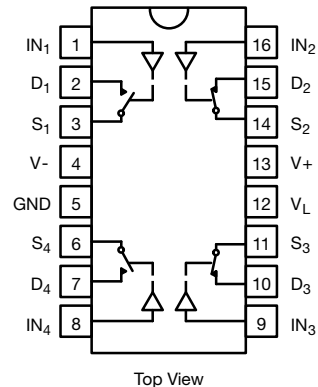 IN1 1 16 IN2
D1 2 15 D2
S1 3 14 S2
V- 4 13 V+
GND 5 12 VL
S4 6 11 S3
D4 7 10 D3
IN4 8 9 IN3
Top View